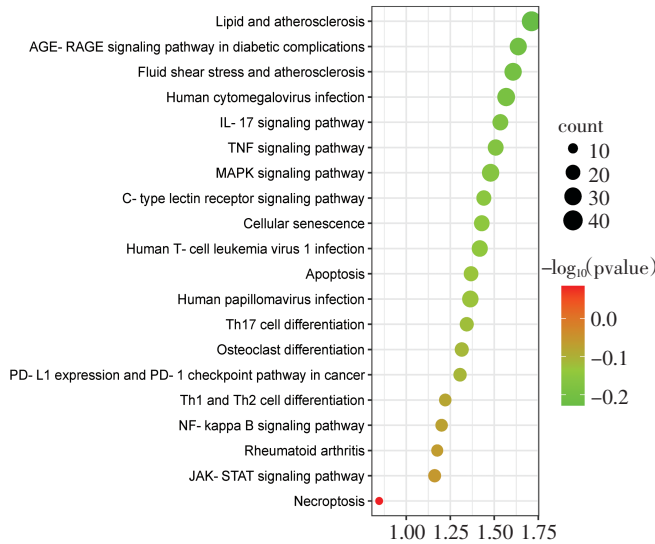 Lipid and atherosclerosis
AGE- RAGE signaling pathway in diabetic complications
Fluid shear stress and atherosclerosis
Human cytomegalovirus infection
IL- 17 signaling pathway
TNF signaling pathway
MAPK signaling pathway
C- type lectin receptor signaling pathway
Cellular senescence
Human T- cell leukemia virus 1 infection
Apoptosis
Human papillomavirus infection
Th17 cell differentiation
Osteoclast differentiation
PD- L1 expression and PD- 1 checkpoint pathway in cancer
Th1 and Th2 cell differentiation
NF- kappa B signaling pathway
Rheumatoid arthritis
JAK- STAT signaling pathway
Necroptosis
1.00 1.25 1.50 1.75
count
10
20
30
40
−log₁₀(pvalue)
0.0
−0.1
−0.2